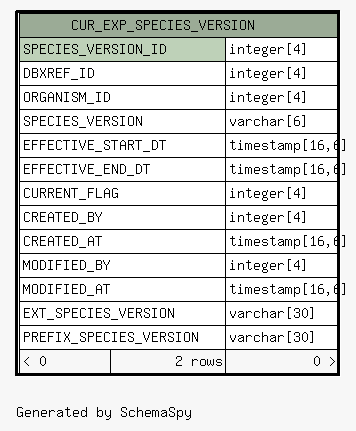 CUR_EXP_SPECIES_VERSION
SPECIES_VERSION_ID integer[4]
DBXREF_ID integer[4]
ORGANISM_ID integer[4]
SPECIES_VERSION varchar[6]
EFFECTIVE_START_DT timestamp[16,6]
EFFECTIVE_END_DT timestamp[16,6]
CURRENT_FLAG integer[4]
CREATED_BY integer[4]
CREATED_AT timestamp[16,6]
MODIFIED_BY integer[4]
MODIFIED_AT timestamp[16,6]
EXT_SPECIES_VERSION varchar[30]
PREFIX_SPECIES_VERSION varchar[30]
< 0 2 rows 0 >
Generated by SchemaSpy